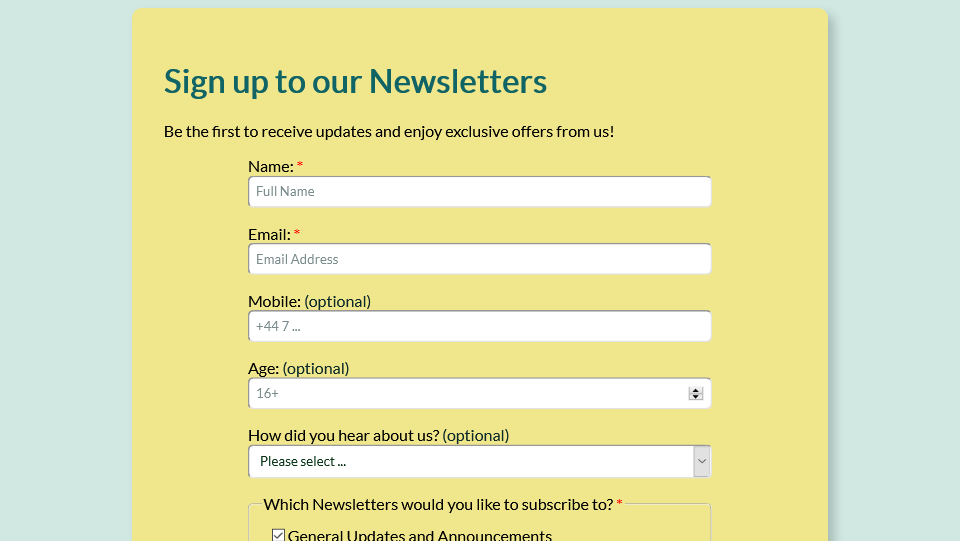 Sign up to our Newsletters
Be the first to receive updates and enjoy exclusive offers from us!
Name: *
Full Name
Email: *
Email Address
Mobile: (optional)
+44 7 ...
Age: (optional)
16+
How did you hear about us? (optional)
Please select ...
Which Newsletters would you like to subscribe to? *
General Updates and Announcements